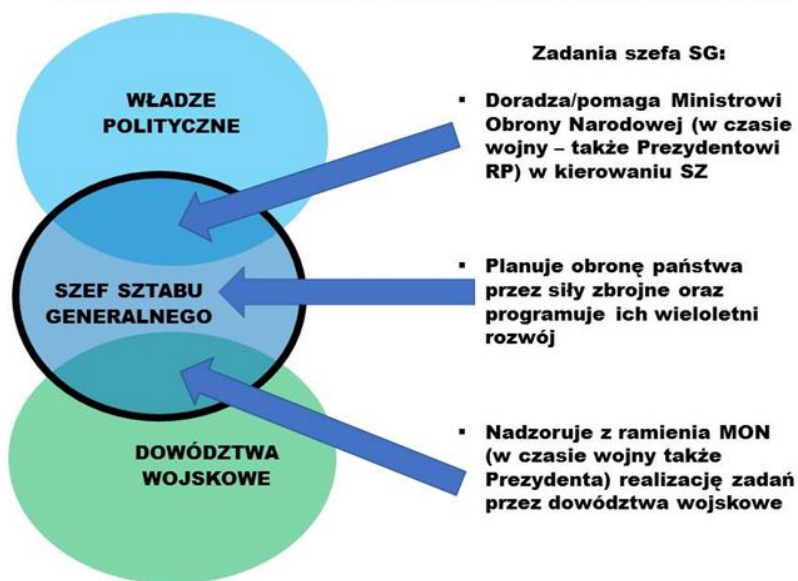 WŁADZE
POLITYCZNE
SZEF SZTABU
GENERALNEGO
DOWÓDZTWA
WOJSKOWE
Zadania szefa SG:
▪ Doradza/pomaga Ministrowi
Obrony Narodowej (w czasie
wojny – także Prezydentowi
RP) w kierowaniu SZ
▪ Planuje obronę państwa
przez siły zbrojne oraz
programuje ich wieloletni
rozwój
▪ Nadzoruje z ramienia MON
(w czasie wojny także
Prezydenta) realizację zadań
przez dowództwa wojskowe